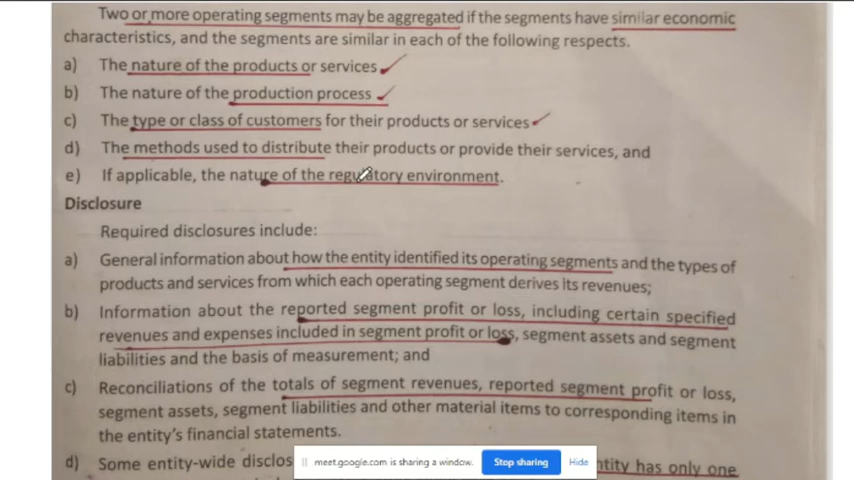 Two or more operating segments may be aggregated if the segments have similar economic
characteristics, and the segments are similar in each of the following respects.
a) The nature of the products or services
b) The nature of the production process
c) The type or class of customers for their products or services
d) The methods used to distribute their products or provide their services, and
e) If applicable, the nature of the regulatory environment.
Disclosure
Required disclosures include:
a) General information about how the entity identified its operating segments and the types of
products and services from which each operating segment derives its revenues;
b) Information about the reported segment profit or loss, including certain specified
revenues and expenses included in segment profit or loss, segment assets and segment
liabilities and the basis of measurement; and
c) Reconciliations of the totals of segment revenues, reported segment profit or loss,
segment assets, segment liabilities and other material items to corresponding items in
the entity's financial statements.
d) Some entity-wide disclos ntity has only one
meet.google.com is sharing a window. Stop sharing Hide